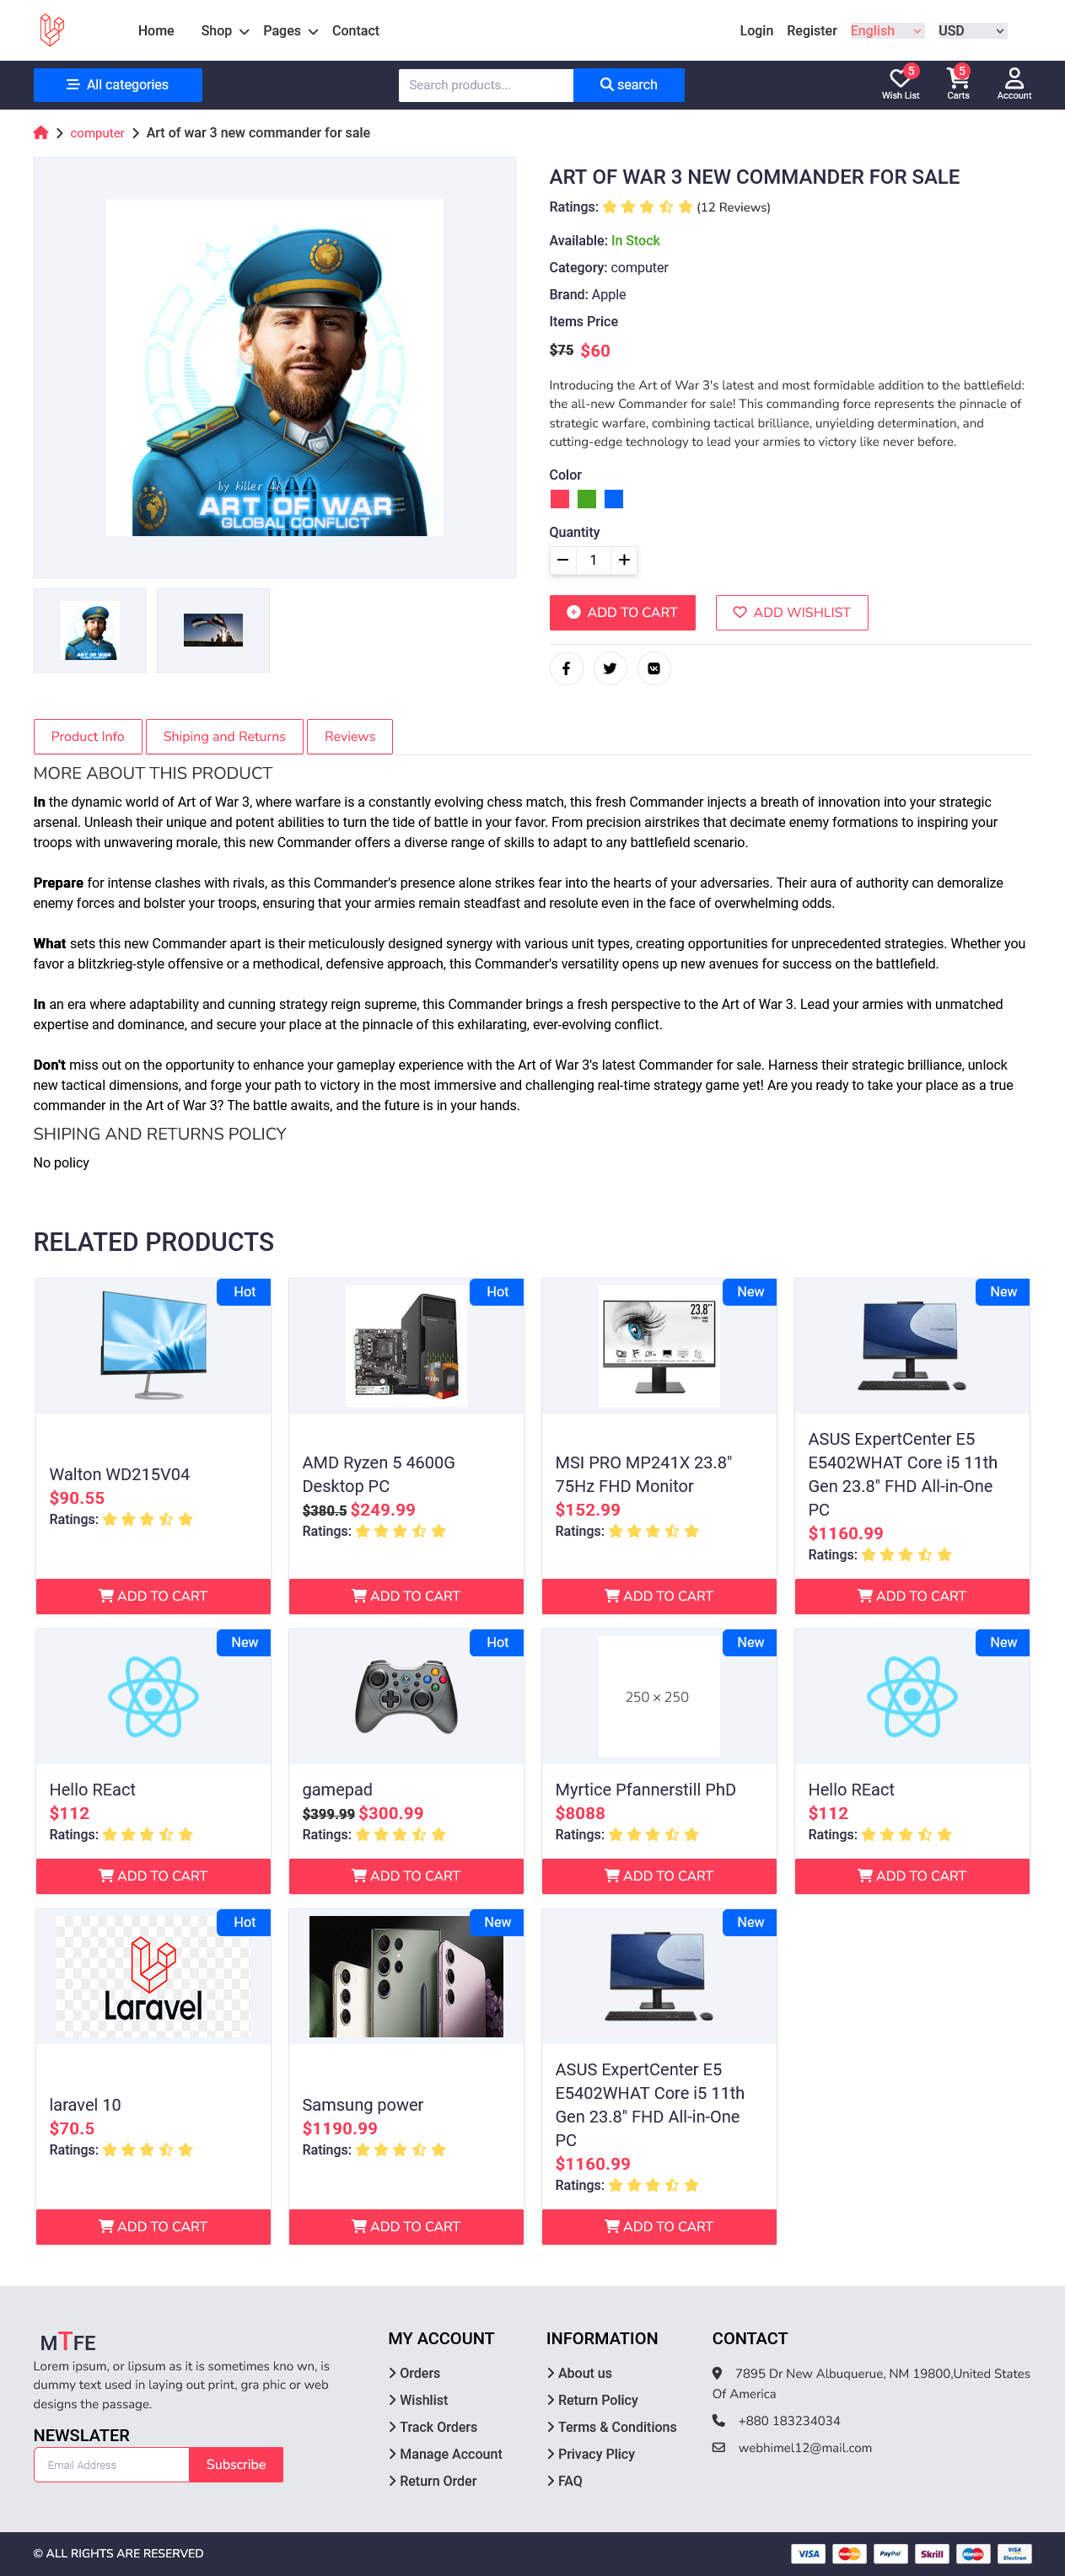 Home Shop Pages Contact Login Register English USD
All categories Search products... search 5 Wish List 5 Carts Account
computer Art of war 3 new commander for sale
by killer 4k
ART OF WAR
GLOBAL CONFLICT
ART OF WAR 3 NEW COMMANDER FOR SALE
Ratings: (12 Reviews)
Available: In Stock
Category: computer
Brand: Apple
Items Price
$75 $60
Introducing the Art of War 3's latest and most formidable addition to the battlefield:
the all-new Commander for sale! This commanding force represents the pinnacle of
strategic warfare, combining tactical brilliance, unyielding determination, and
cutting-edge technology to lead your armies to victory like never before.
Color
Quantity
1
ADD TO CART ADD WISHLIST
Product Info Shiping and Returns Reviews
MORE ABOUT THIS PRODUCT
In the dynamic world of Art of War 3, where warfare is a constantly evolving chess match, this fresh Commander injects a breath of innovation into your strategic
arsenal. Unleash their unique and potent abilities to turn the tide of battle in your favor. From precision airstrikes that decimate enemy formations to inspiring your
troops with unwavering morale, this new Commander offers a diverse range of skills to adapt to any battlefield scenario.
Prepare for intense clashes with rivals, as this Commander's presence alone strikes fear into the hearts of your adversaries. Their aura of authority can demoralize
enemy forces and bolster your troops, ensuring that your armies remain steadfast and resolute even in the face of overwhelming odds.
What sets this new Commander apart is their meticulously designed synergy with various unit types, creating opportunities for unprecedented strategies. Whether you
favor a blitzkrieg-style offensive or a methodical, defensive approach, this Commander's versatility opens up new avenues for success on the battlefield.
In an era where adaptability and cunning strategy reign supreme, this Commander brings a fresh perspective to the Art of War 3. Lead your armies with unmatched
expertise and dominance, and secure your place at the pinnacle of this exhilarating, ever-evolving conflict.
Don't miss out on the opportunity to enhance your gameplay experience with the Art of War 3's latest Commander for sale. Harness their strategic brilliance, unlock
new tactical dimensions, and forge your path to victory in the most immersive and challenging real-time strategy game yet! Are you ready to take your place as a true
commander in the Art of War 3? The battle awaits, and the future is in your hands.
SHIPING AND RETURNS POLICY
No policy
RELATED PRODUCTS
Hot
Walton WD215V04
$90.55
Ratings:
ADD TO CART
Hot
AMD Ryzen 5 4600G
Desktop PC
$380.5 $249.99
Ratings:
ADD TO CART
New
23.8"
MSI PRO MP241X 23.8"
75Hz FHD Monitor
$152.99
Ratings:
ADD TO CART
New
ASUS ExpertCenter E5
E5402WHAT Core i5 11th
Gen 23.8" FHD All-in-One
PC
$1160.99
Ratings:
ADD TO CART
New
Hello REact
$112
Ratings:
ADD TO CART
Hot
gamepad
$399.99 $300.99
Ratings:
ADD TO CART
New
250 × 250
Myrtice Pfannerstill PhD
$8088
Ratings:
ADD TO CART
New
Hello REact
$112
Ratings:
ADD TO CART
Hot
Laravel
laravel 10
$70.5
Ratings:
ADD TO CART
New
Samsung power
$1190.99
Ratings:
ADD TO CART
New
ASUS ExpertCenter E5
E5402WHAT Core i5 11th
Gen 23.8" FHD All-in-One
PC
$1160.99
Ratings:
ADD TO CART
MTFE
Lorem ipsum, or lipsum as it is sometimes kno wn, is
dummy text used in laying out print, gra phic or web
designs the passage.
NEWSLATER
Email Address Subscribe
MY ACCOUNT
Orders
Wishlist
Track Orders
Manage Account
Return Order
INFORMATION
About us
Return Policy
Terms & Conditions
Privacy Plicy
FAQ
CONTACT
7895 Dr New Albuquerue, NM 19800,United States
Of America
+880 183234034
webhimel12@mail.com
© ALL RIGHTS ARE RESERVED
VISA MasterCard PayPal Skrill Maestro VISA Electron